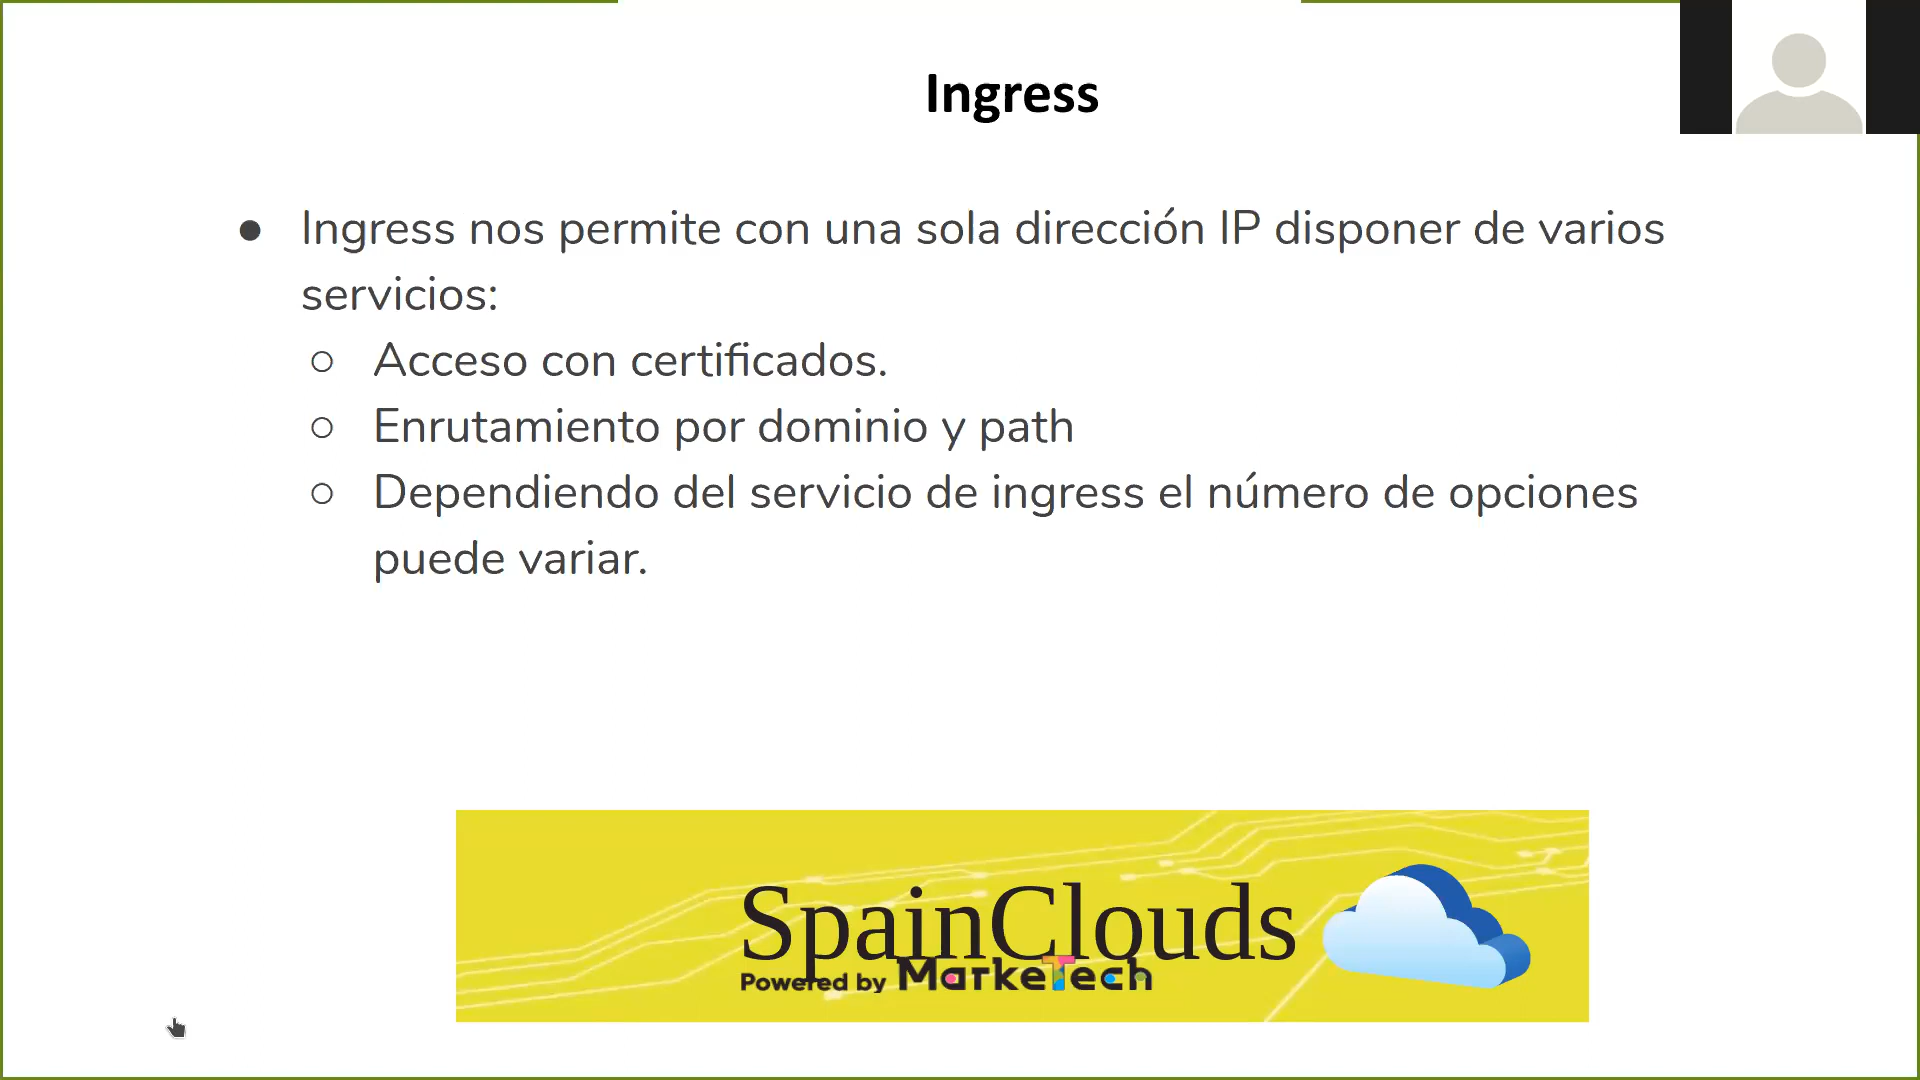 Ingress
● Ingress nos permite con una sola dirección IP disponer de varios
servicios:
○ Acceso con certificados.
○ Enrutamiento por dominio y path
○ Dependiendo del servicio de ingress el número de opciones
puede variar.
SpainClouds
Powered by MarkeTech